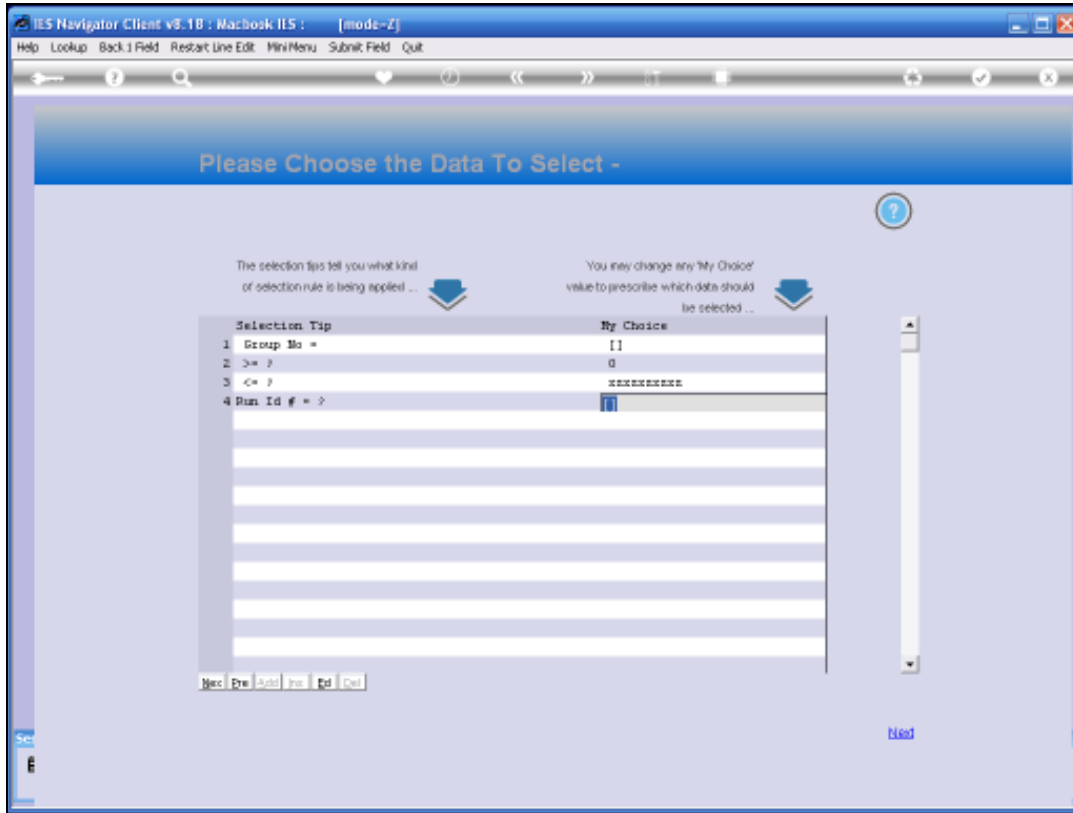 IES Navigator Client v8.18 : Macbook IES : [mode=Z]
Help Lookup Back 1 Field Restart Line Edit Mini Menu Submit Field Quit
Please Choose the Data To Select -
The selection tips tell you what kind
of selection rule is being applied ...
You may change any 'My Choice'
value to prescribe which data should
be selected ...
Selection Tip My Choice
1 Group No = []
2 >= ? 0
3 <= ? zzzzzzzzzz
4 Run Id # = ? []
Nex Pre Add Ins Ed Del
Next